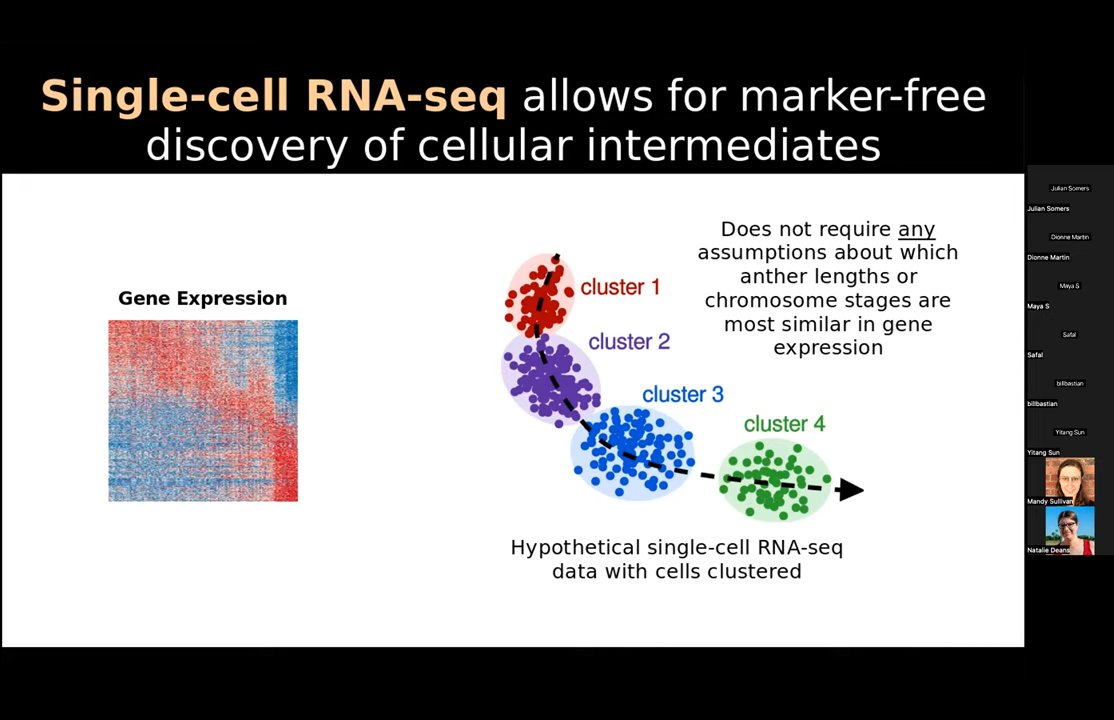 Single-cell RNA-seq allows for marker-free
discovery of cellular intermediates
Gene Expression
cluster 1
cluster 2
cluster 3
cluster 4
Does not require any
assumptions about which
anther lengths or
chromosome stages are
most similar in gene
expression
Hypothetical single-cell RNA-seq
data with cells clustered
Julian Somers
Julian Somers
Dionne Martin
Dionne Martin
Maya S
Maya S
Safal
Safal
billbastian
billbastian
Yitang Sun
Yitang Sun
Mandy Sullivan
Natalie Deans